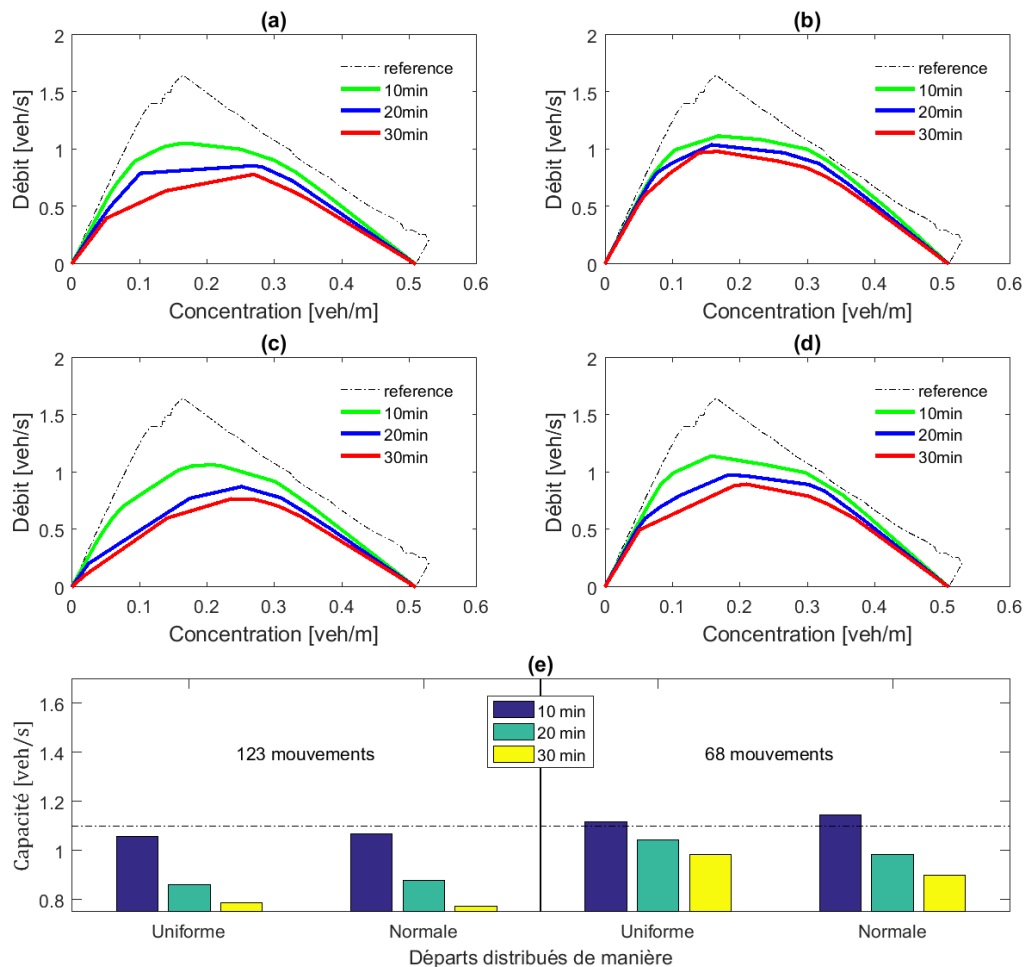 (a)
2
1.5
1
0.5
0
Débit [veh/s]
reference
10min
20min
30min
0 0.1 0.2 0.3 0.4 0.5 0.6
Concentration [veh/m]
(b)
2
1.5
1
0.5
0
Débit [veh/s]
reference
10min
20min
30min
0 0.1 0.2 0.3 0.4 0.5 0.6
Concentration [veh/m]
(c)
2
1.5
1
0.5
0
Débit [veh/s]
reference
10min
20min
30min
0 0.1 0.2 0.3 0.4 0.5 0.6
Concentration [veh/m]
(d)
2
1.5
1
0.5
0
Débit [veh/s]
reference
10min
20min
30min
0 0.1 0.2 0.3 0.4 0.5 0.6
Concentration [veh/m]
(e)
1.6
1.4
1.2
1
0.8
Capacité [veh/s]
10 min
20 min
30 min
123 mouvements
68 mouvements
Uniforme Normale Uniforme Normale
Départs distribués de manière